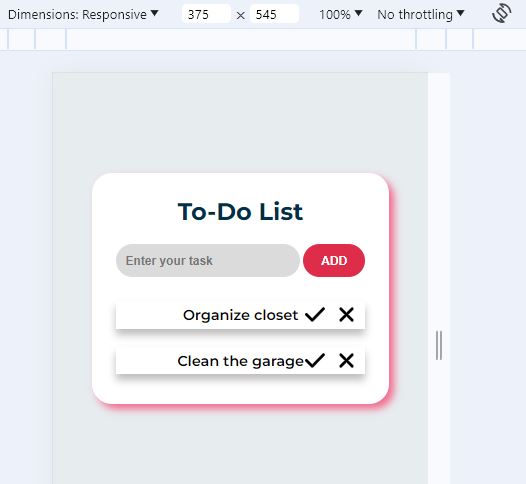 Dimensions: Responsive ▼ 375 × 545 100% ▼ No throttling ▼
To-Do List
Enter your task ADD
Organize closet
Clean the garage